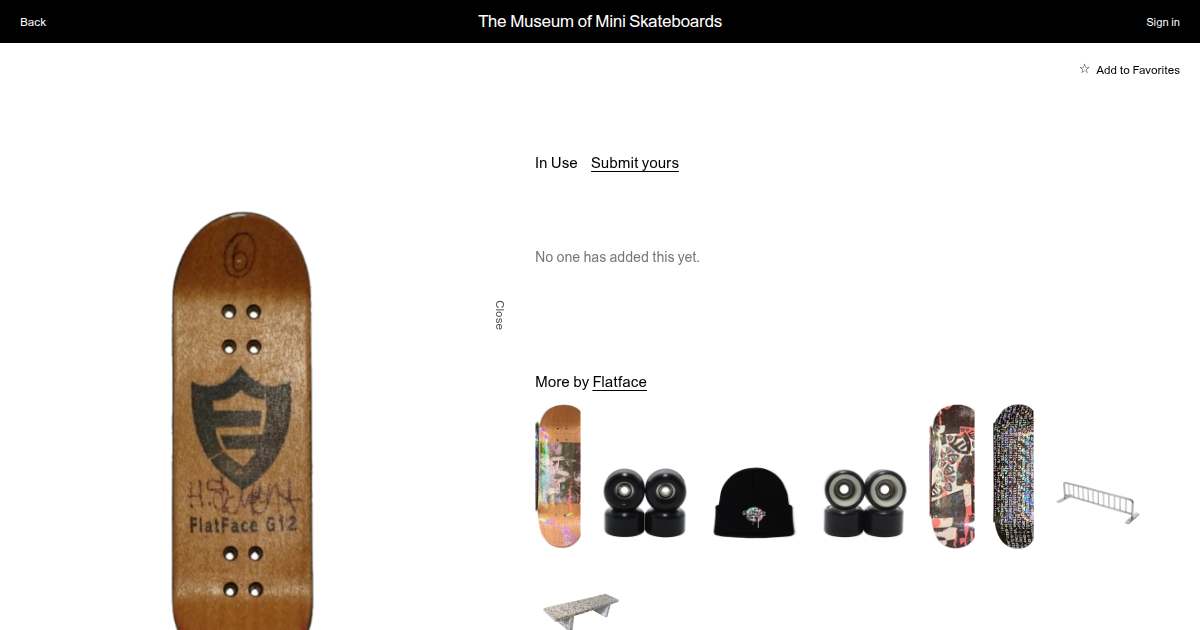 Back
The Museum of Mini Skateboards
Sign in
☆ Add to Favorites
In Use Submit yours
6
No one has added this yet.
Close
More by Flatface
FlatFace G12